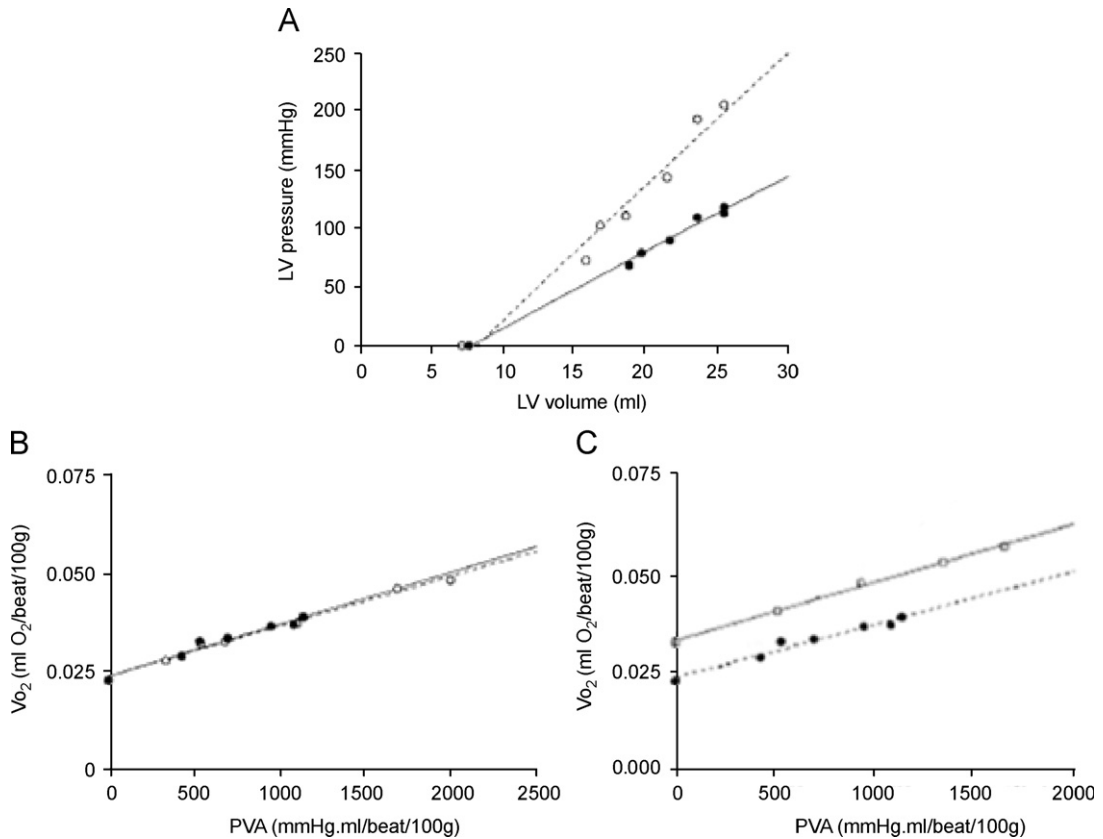 A
250
200
150
100
50
0
LV pressure (mmHg)
0 5 10 15 20 25 30
LV volume (ml)
B
0.075
0.050
0.025
0
Vo2 (ml O2/beat/100g)
0 500 1000 1500 2000 2500
PVA (mmHg.ml/beat/100g)
C
0.075
0.050
0.025
0.000
Vo2 (ml O2/beat/100g)
0 500 1000 1500 2000
PVA (mmHg.ml/beat/100g)